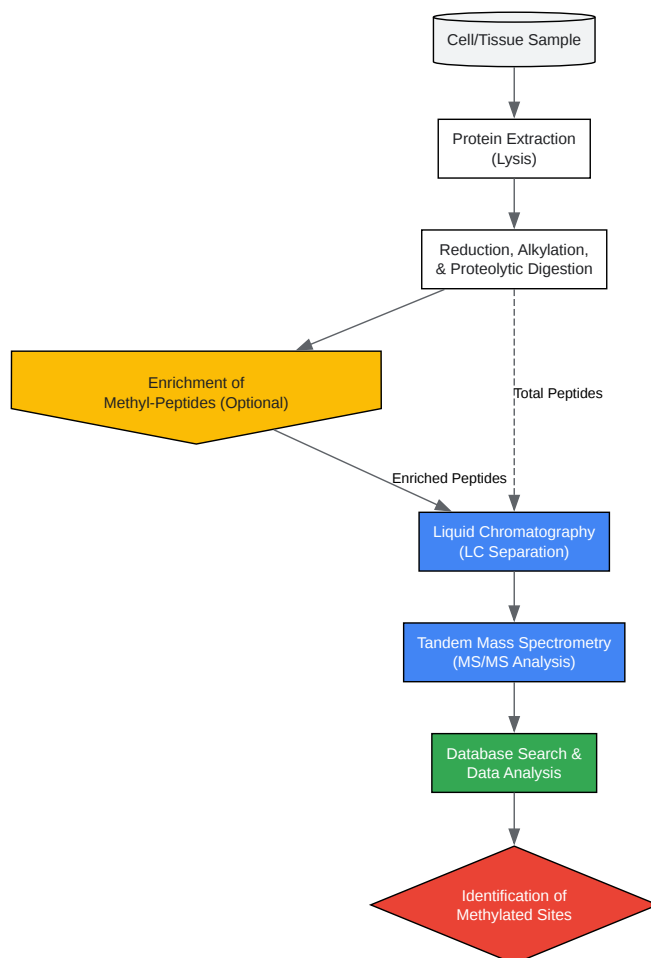 Cell/Tissue Sample
Protein Extraction
(Lysis)
Reduction, Alkylation,
& Proteolytic Digestion
Enrichment of
Methyl-Peptides (Optional)
Total Peptides
Enriched Peptides
Liquid Chromatography
(LC Separation)
Tandem Mass Spectrometry
(MS/MS Analysis)
Database Search &
Data Analysis
Identification of
Methylated Sites